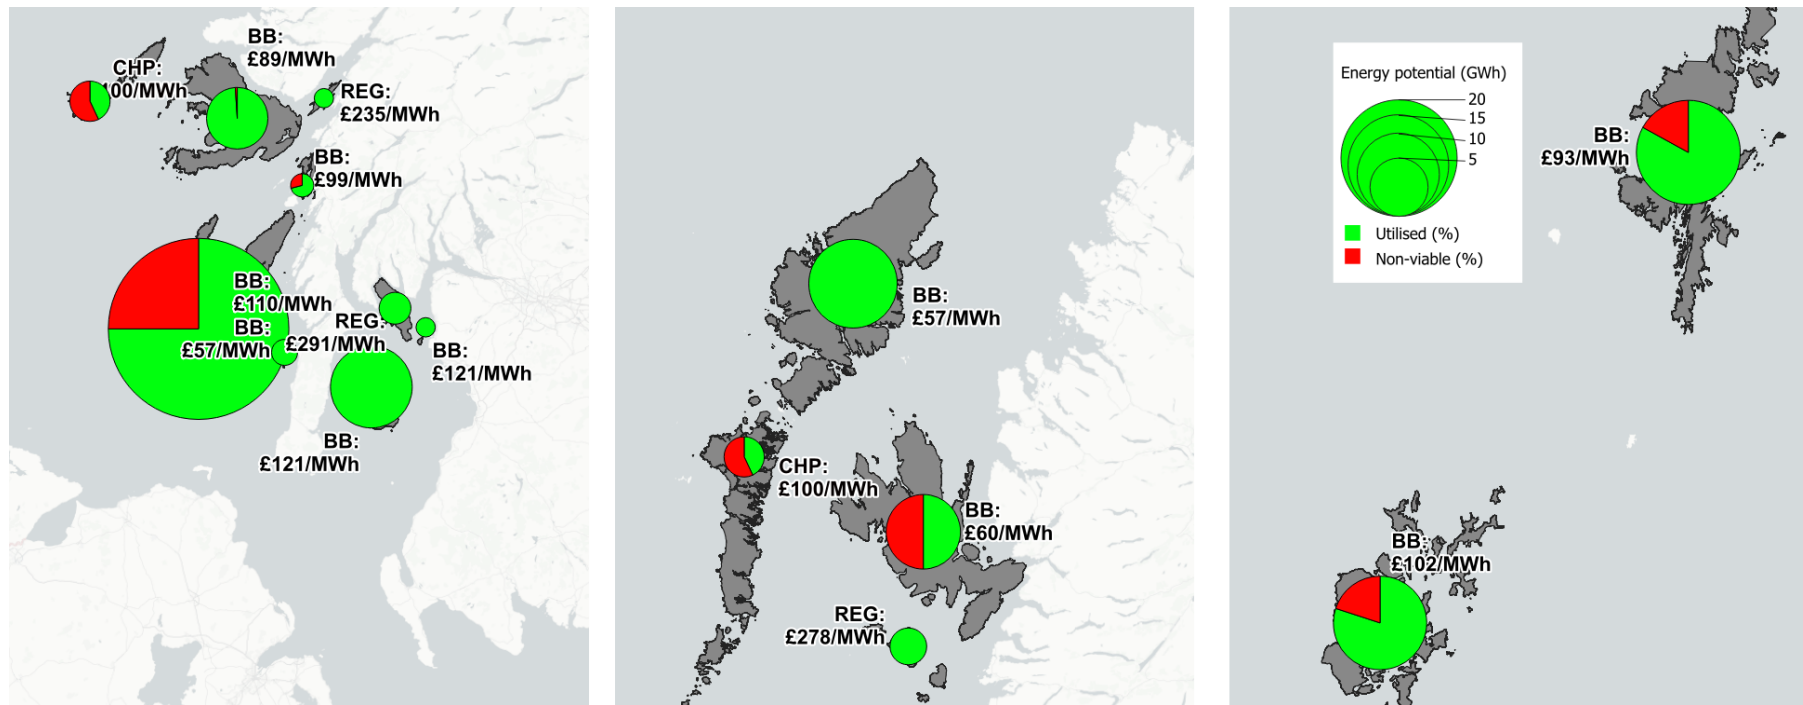 BB:
£89/MWh
CHP:
£100/MWh
REG:
£235/MWh
BB:
£99/MWh
BB:
£110/MWh
BB:
£57/MWh
REG:
£291/MWh
BB:
£121/MWh
BB:
£121/MWh
BB:
£57/MWh
CHP:
£100/MWh
BB:
£60/MWh
REG:
£278/MWh
Energy potential (GWh)
20
15
10
5
Utilised (%)
Non-viable (%)
BB:
£93/MWh
BB:
£102/MWh